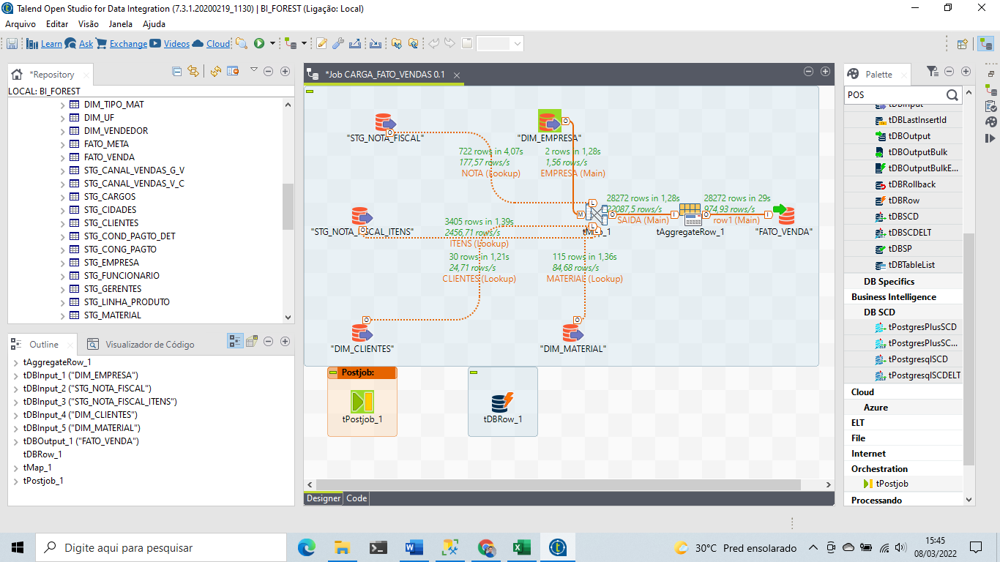 Talend Open Studio for Data Integration (7.3.1.20200219_1130) | BI_FOREST (Ligação: Local)
Arquivo Editar Visão Janela Ajuda
Learn Ask Exchange Videos Cloud
*Repository
LOCAL: BI_FOREST
DIM_TIPO_MAT
DIM_UF
DIM_VENDEDOR
FATO_META
FATO_VENDA
STG_CANAL_VENDAS_G_V
STG_CANAL_VENDAS_V_C
STG_CARGOS
STG_CIDADES
STG_CLIENTES
STG_COND_PAGTO_DET
STG_CONG_PAGTO
STG_EMPRESA
STG_FUNCIONARIO
STG_GERENTES
STG_LINHA_PRODUTO
STG_MATERIAL
Outline
Visualizador de Código
tAggregateRow_1
tDBInput_1 ("DIM_EMPRESA")
tDBInput_2 ("STG_NOTA_FISCAL")
tDBInput_3 ("STG_NOTA_FISCAL_ITENS")
tDBInput_4 ("DIM_CLIENTES")
tDBInput_5 ("DIM_MATERIAL")
tDBOutput_1 ("FATO_VENDA")
tDBRow_1
tMap_1
tPostjob_1
*Job CARGA_FATO_VENDAS 0.1
"STG_NOTA_FISCAL"
"DIM_EMPRESA"
722 rows in 4,07s
177,57 rows/s
NOTA (Lookup)
2 rows in 1,28s
1,56 rows/s
EMPRESA (Main)
28272 rows in 1,28s
22087,5 rows/s
SAIDA (Main)
28272 rows in 29s
974,93 rows/s
row1 (Main)
"STG_NOTA_FISCAL_ITENS"
3405 rows in 1,39s
2456,71 rows/s
ITENS (Lookup)
tMap_1
tAggregateRow_1
"FATO_VENDA"
30 rows in 1,21s
24,71 rows/s
CLIENTES (Lookup)
115 rows in 1,36s
84,68 rows/s
MATERIAL (Lookup)
"DIM_CLIENTES"
"DIM_MATERIAL"
Postjob:
tPostjob_1
tDBRow_1
Designer Code
Palette
POS
tDBInput
tDBLastInsertId
tDBOutput
tDBOutputBulk
tDBOutputBulkE...
tDBRollback
tDBRow
tDBSCD
tDBSCDELT
tDBSP
tDBTableList
DB Specifics
Business Intelligence
DB SCD
tPostgresPlusSCD
tPostgresPlusSC...
tPostgresqlSCD
tPostgresqlSCDELT
Cloud
Azure
ELT
File
Internet
Orchestration
tPostjob
Processando
Digite aqui para pesquisar
30°C Pred ensolarado
15:45
08/03/2022